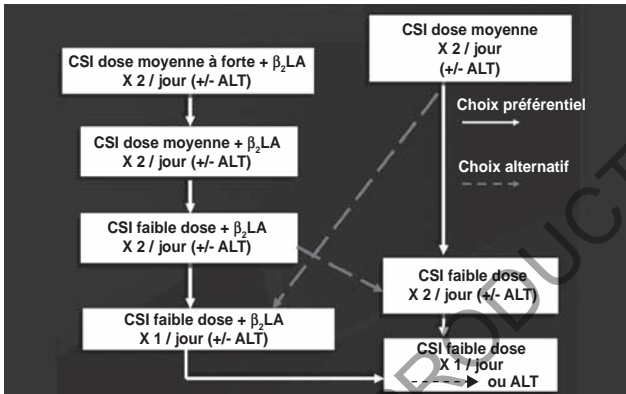 CSI dose moyenne à forte + β₂LA
X 2 / jour (+/- ALT)
CSI dose moyenne + β₂LA
X 2 / jour (+/- ALT)
CSI faible dose + β₂LA
X 2 / jour (+/- ALT)
CSI faible dose + β₂LA
X 1 / jour (+/- ALT)
CSI dose moyenne
X 2 / jour
(+/- ALT)
Choix préférentiel
Choix alternatif
CSI faible dose
X 2 / jour (+/- ALT)
CSI faible dose
X 1 / jour
ou ALT
PRODUCT